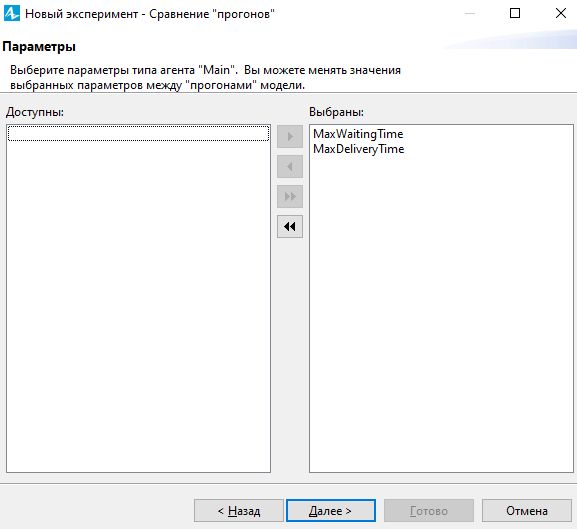 Новый эксперимент - Сравнение "прогонов"
Параметры
Выберите параметры типа агента "Main". Вы можете менять значения
выбранных параметров между "прогонами" модели.
Доступны:
Выбраны:
MaxWaitingTime
MaxDeliveryTime
< Назад
Далее >
Готово
Отмена